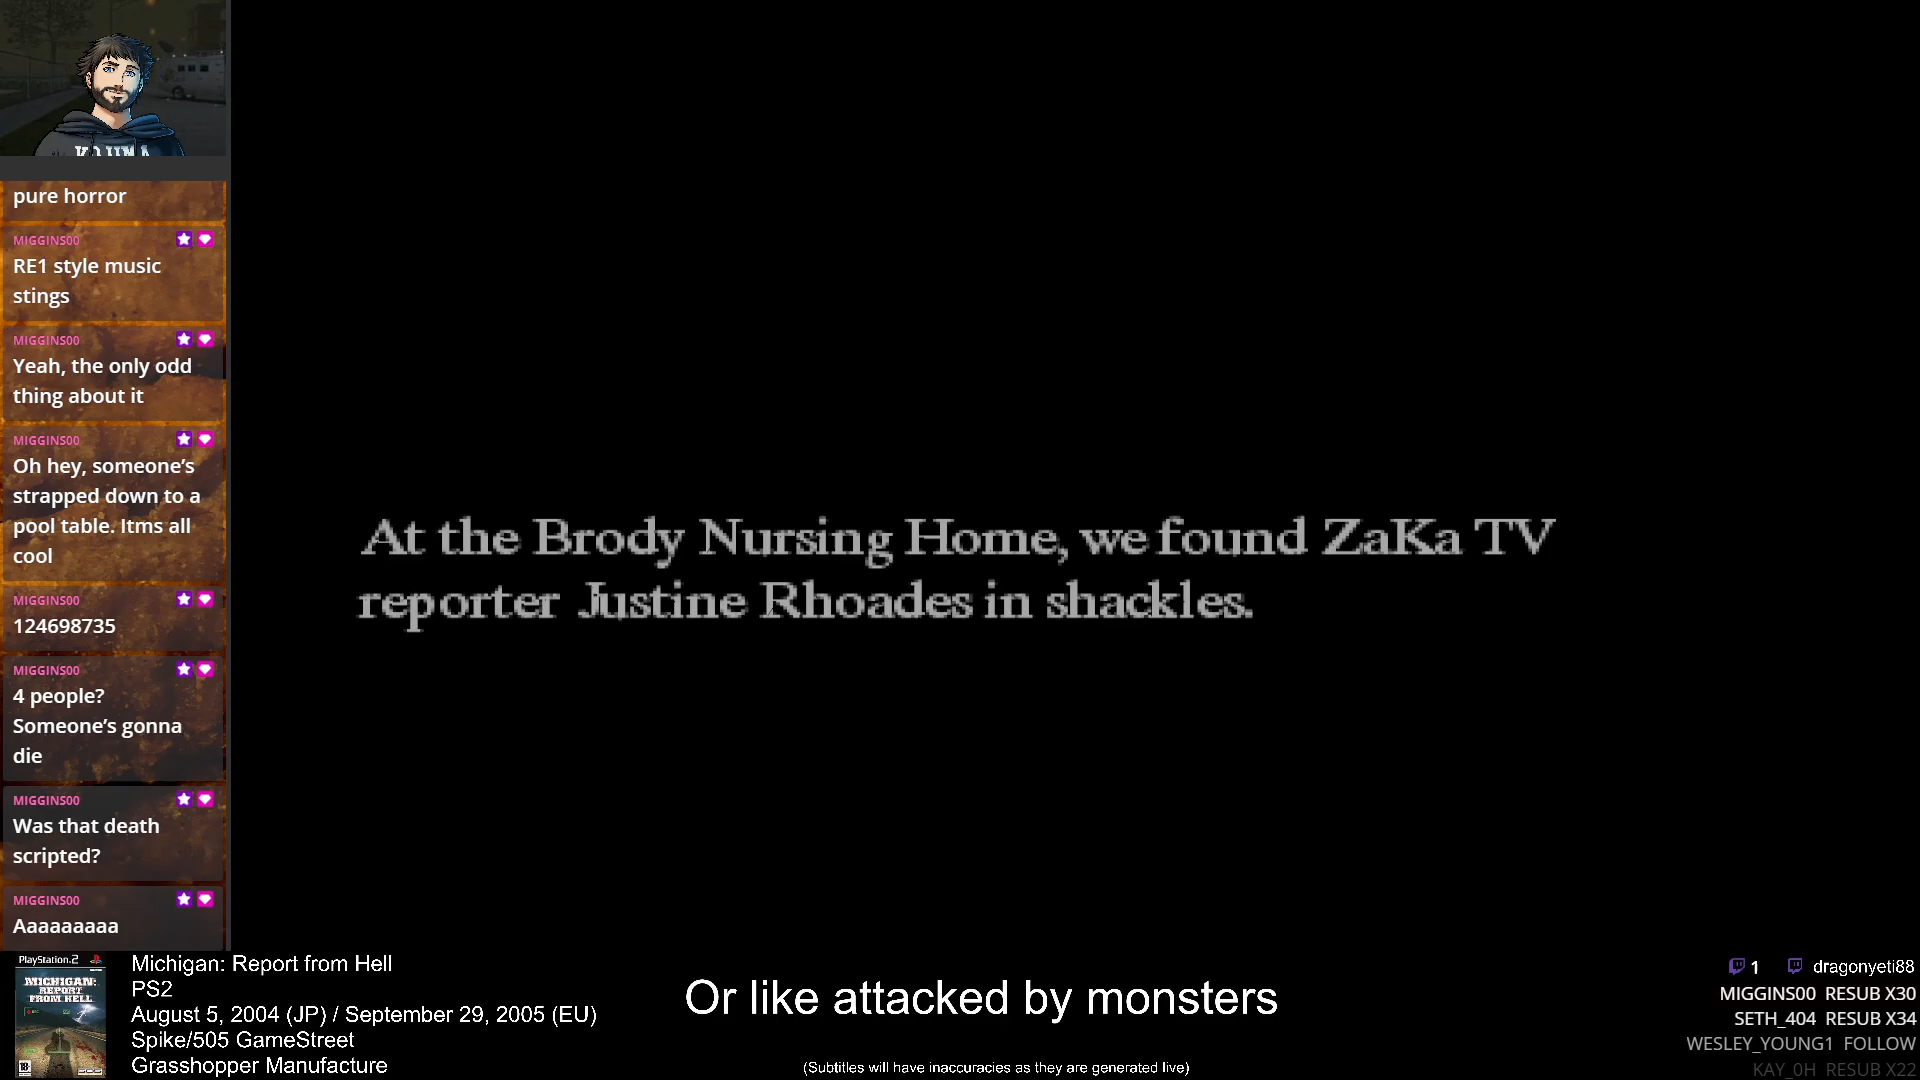 KOJIMA
pure horror
MIGGINS00
RE1 style music
stings
MIGGINS00
Yeah, the only odd
thing about it
MIGGINS00
Oh hey, someone's
strapped down to a
pool table. Itms all
cool
MIGGINS00
124698735
MIGGINS00
4 people?
Someone's gonna
die
MIGGINS00
Was that death
scripted?
MIGGINS00
Aaaaaaaaa
At the Brody Nursing Home, we found ZaKa TV
reporter Justine Rhoades in shackles.
PlayStation.2
MICHIGAN:
REPORT
FROM HELL
18
505
Michigan: Report from Hell
PS2
August 5, 2004 (JP) / September 29, 2005 (EU)
Spike/505 GameStreet
Grasshopper Manufacture
Or like attacked by monsters
(Subtitles will have inaccuracies as they are generated live)
1 dragonyeti88
MIGGINS00 RESUB X30
SETH_404 RESUB X34
WESLEY_YOUNG1 FOLLOW
KAY_0H RESUB X22